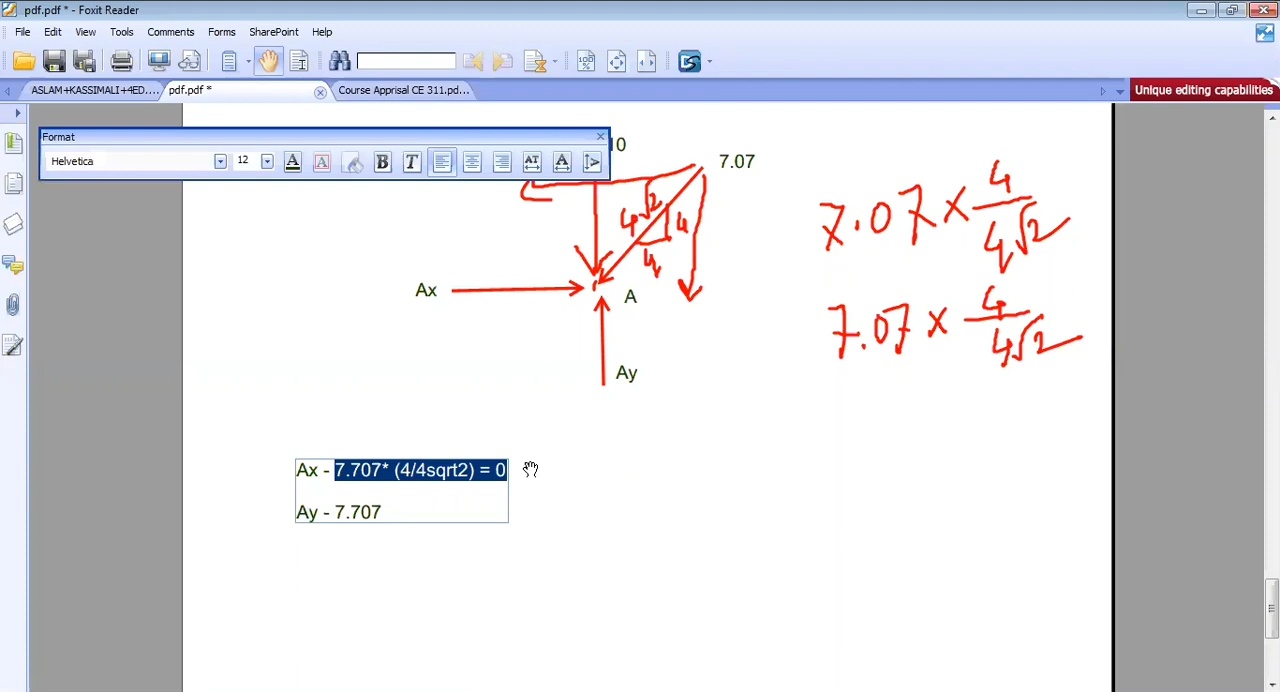 pdf.pdf * - Foxit Reader
File Edit View Tools Comments Forms SharePoint Help
ASLAM+KASSIMALI+4ED.... pdf.pdf * Course Apprisal CE 311.pd... Unique editing capabilities
Format
Helvetica 12
10
7.07
4√2
4
4
7.07 × 4/4√2
Ax
A
7.07 × 4/4√2
Ay
Ax - 7.707* (4/4sqrt2) = 0
Ay - 7.707